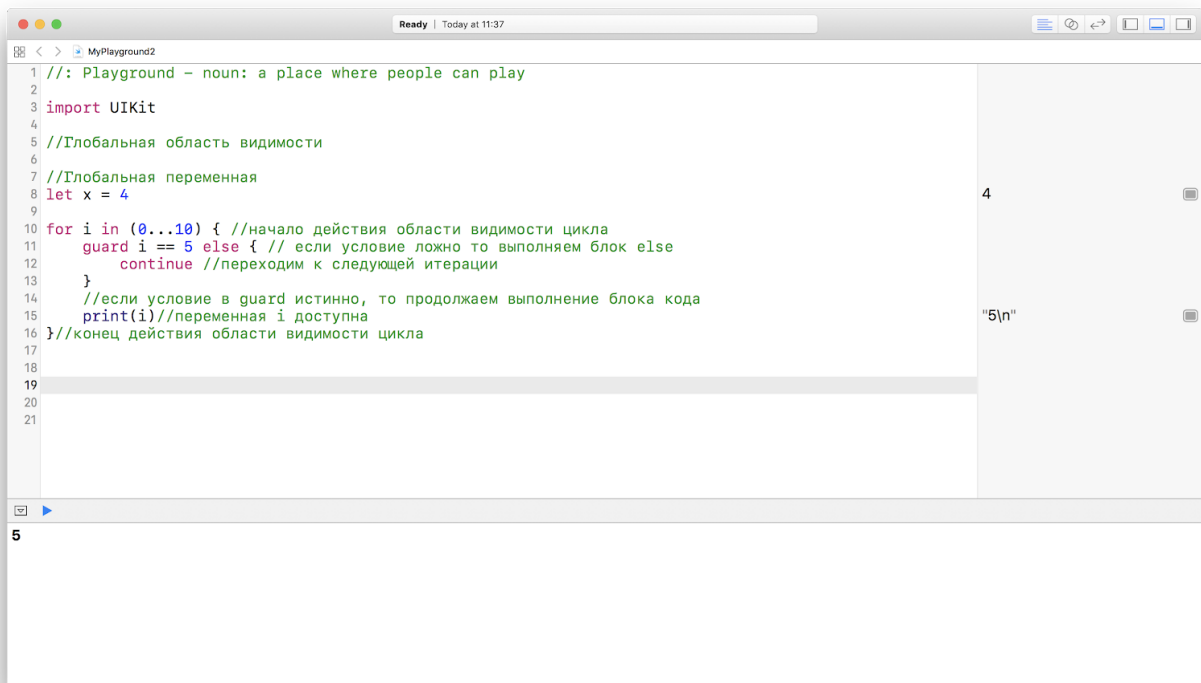 Ready | Today at 11:37
MyPlayground2
1 //: Playground – noun: a place where people can play
2
3 import UIKit
4
5 //Глобальная область видимости
6
7 //Глобальная переменная
8 let x = 4 4
9
10 for i in (0...10) { //начало действия области видимости цикла
11 guard i == 5 else { // если условие ложно то выполняем блок else
12 continue //переходим к следующей итерации
13 }
14 //если условие в guard истинно, то продолжаем выполнение блока кода
15 print(i)//переменная i доступна "5\n"
16 }//конец действия области видимости цикла
17
18
19
20
21
5